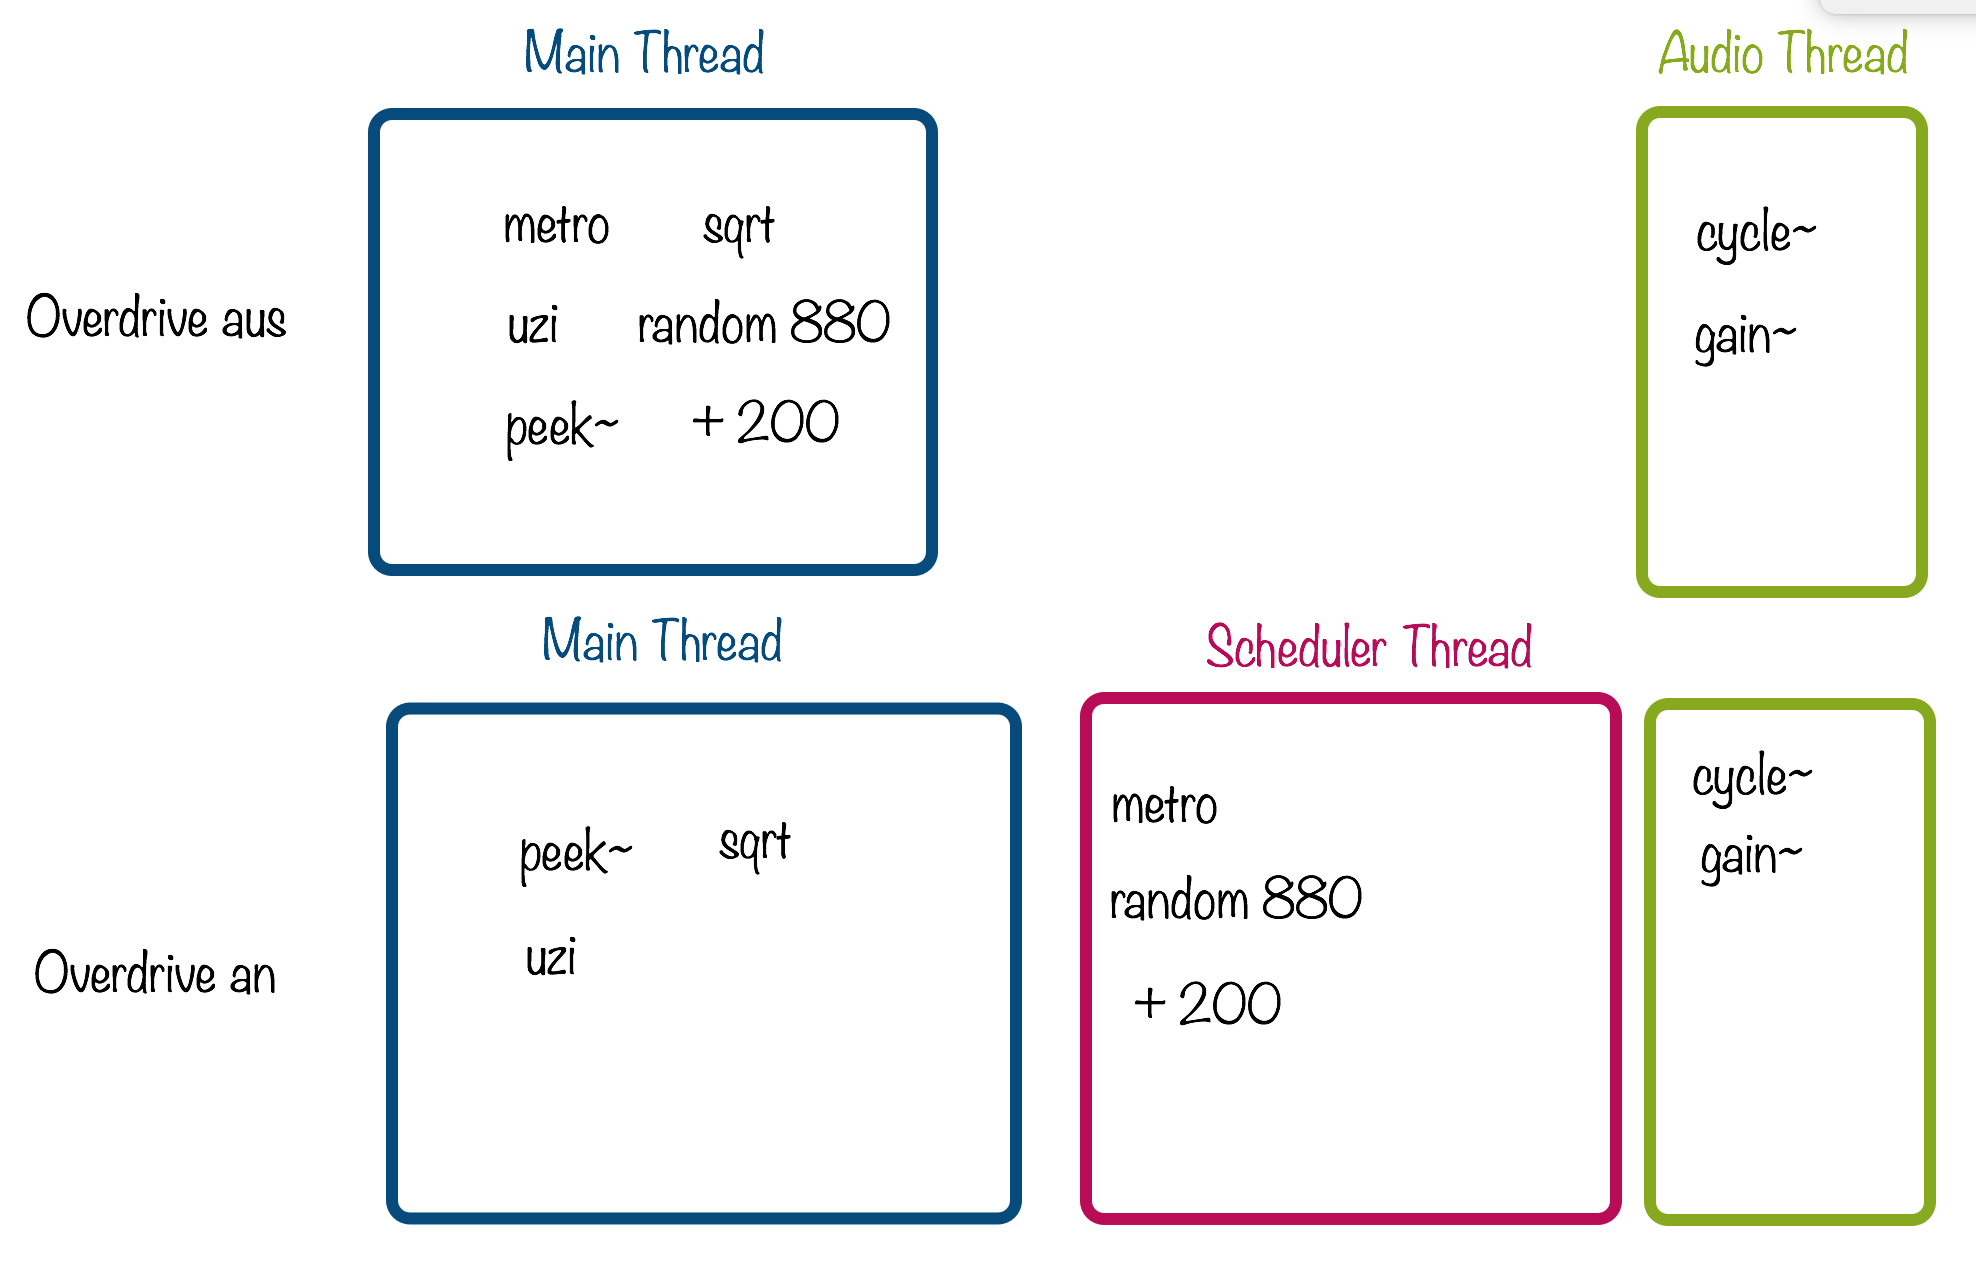 Main Thread
Audio Thread
Overdrive aus
metro sqrt
uzi random 880
peek~ + 200
cycle~
gain~
Main Thread
Scheduler Thread
Overdrive an
peek~ sqrt
uzi
metro
random 880
+ 200
cycle~
gain~